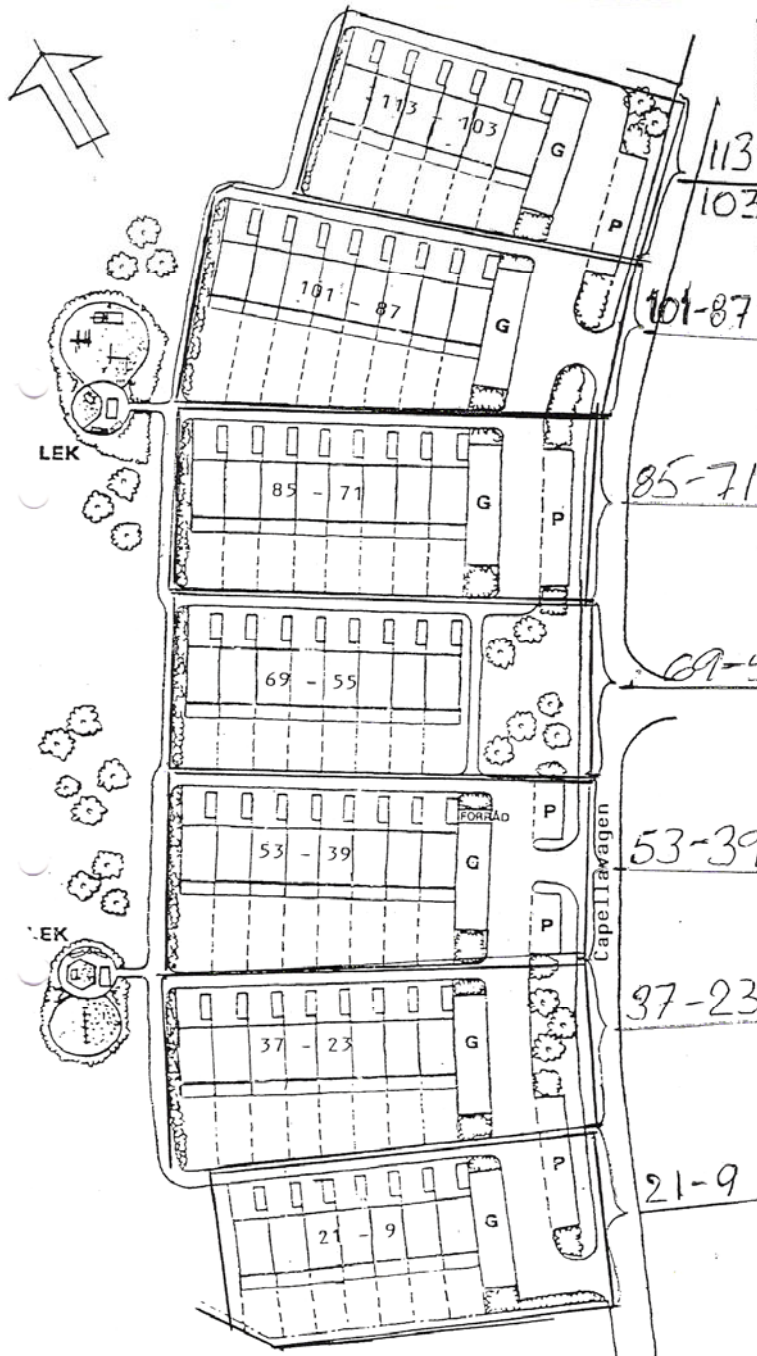 113 - 103
G
P
113
103
101 - 87
G
101-87
LEK
85 - 71
G
P
85-71
69 - 55
FÖRRÅD
P
53 - 39
G
Capellavägen
53-39
P
37 - 23
G
37-23
P
21 - 9
G
21-9